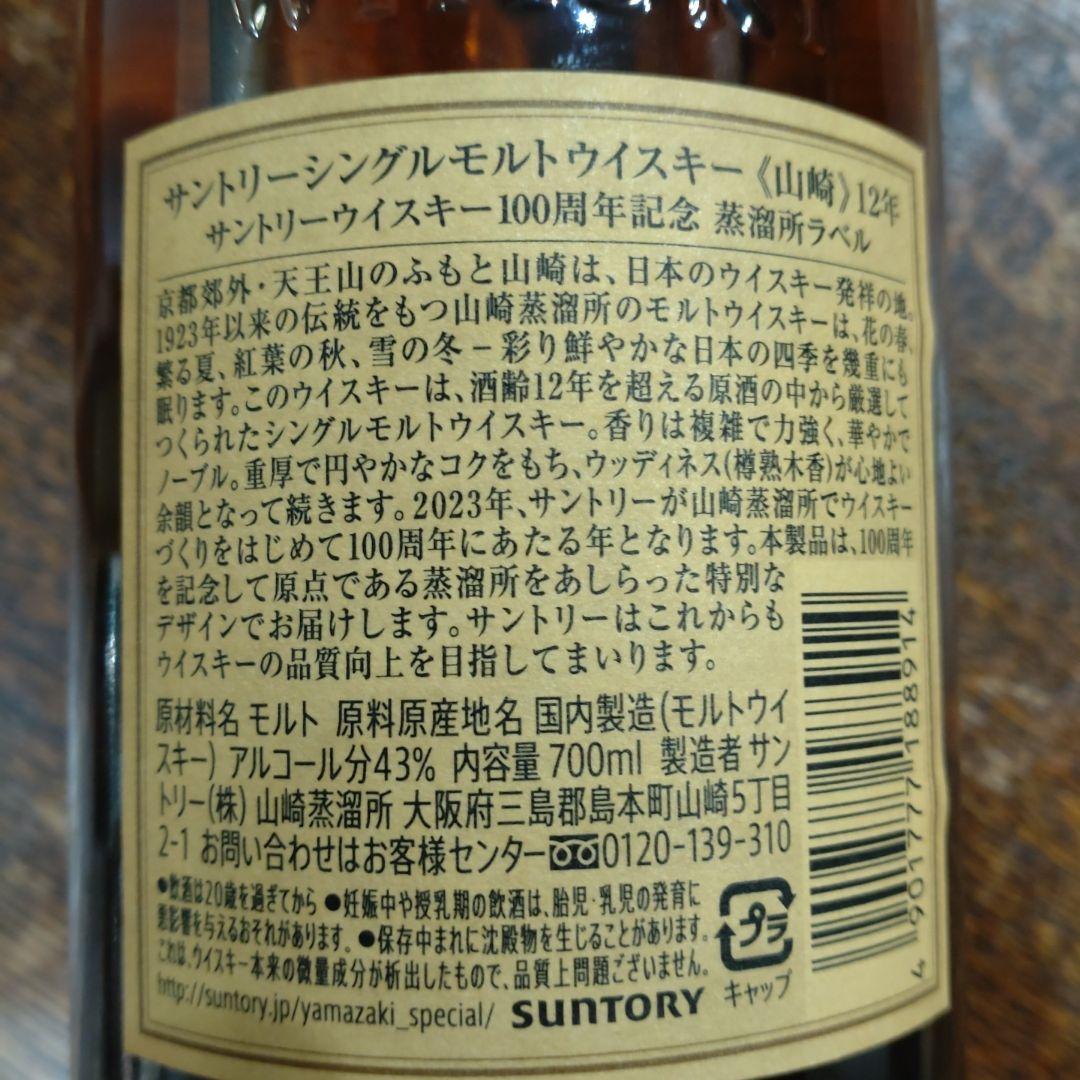 サントリーシングルモルトウイスキー《山崎》12年
サントリーウイスキー100周年記念 蒸溜所ラベル
京都郊外・天王山のふもと山崎は、日本のウイスキー発祥の地。
1923年以来の伝統をもつ山崎蒸溜所のモルトウイスキーは、花の春、
繁る夏、紅葉の秋、雪の冬－彩り鮮やかな日本の四季を幾重にも
眠ります。このウイスキーは、酒齢12年を超える原酒の中から厳選して
つくられたシングルモルトウイスキー。香りは複雑で力強く、華やかで
ノーブル。重厚で円やかなコクをもち、ウッディネス(樽熟木香)が心地よい
余韻となって続きます。2023年、サントリーが山崎蒸溜所でウイスキー
づくりをはじめて100周年にあたる年となります。本製品は、100周年
を記念して原点である蒸溜所をあしらった特別な
デザインでお届けします。サントリーはこれからも
ウイスキーの品質向上を目指してまいります。
原材料名 モルト 原料原産地名 国内製造(モルトウイ
スキー) アルコール分43% 内容量700ml 製造者 サン
トリー(株) 山崎蒸溜所 大阪府三島郡島本町山崎5丁目
2-1 お問い合わせはお客様センター 0120-139-310
●飲酒は20歳を過ぎてから ●妊娠中や授乳期の飲酒は、胎児・乳児の発育に
悪影響を与えるおそれがあります。 ●保存中まれに沈殿物を生じることがあります。
これは、ウイスキー本来の微量成分が析出したもので、品質上問題ございません。
http://suntory.jp/yamazaki_special/ SUNTORY
プラ
キャップ
4 901777 188914